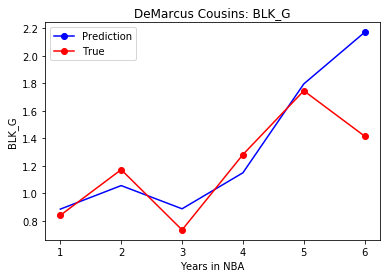 DeMarcus Cousins: BLK_G
Prediction
True
BLK_G
2.2
2.0
1.8
1.6
1.4
1.2
1.0
0.8
1 2 3 4 5 6
Years in NBA